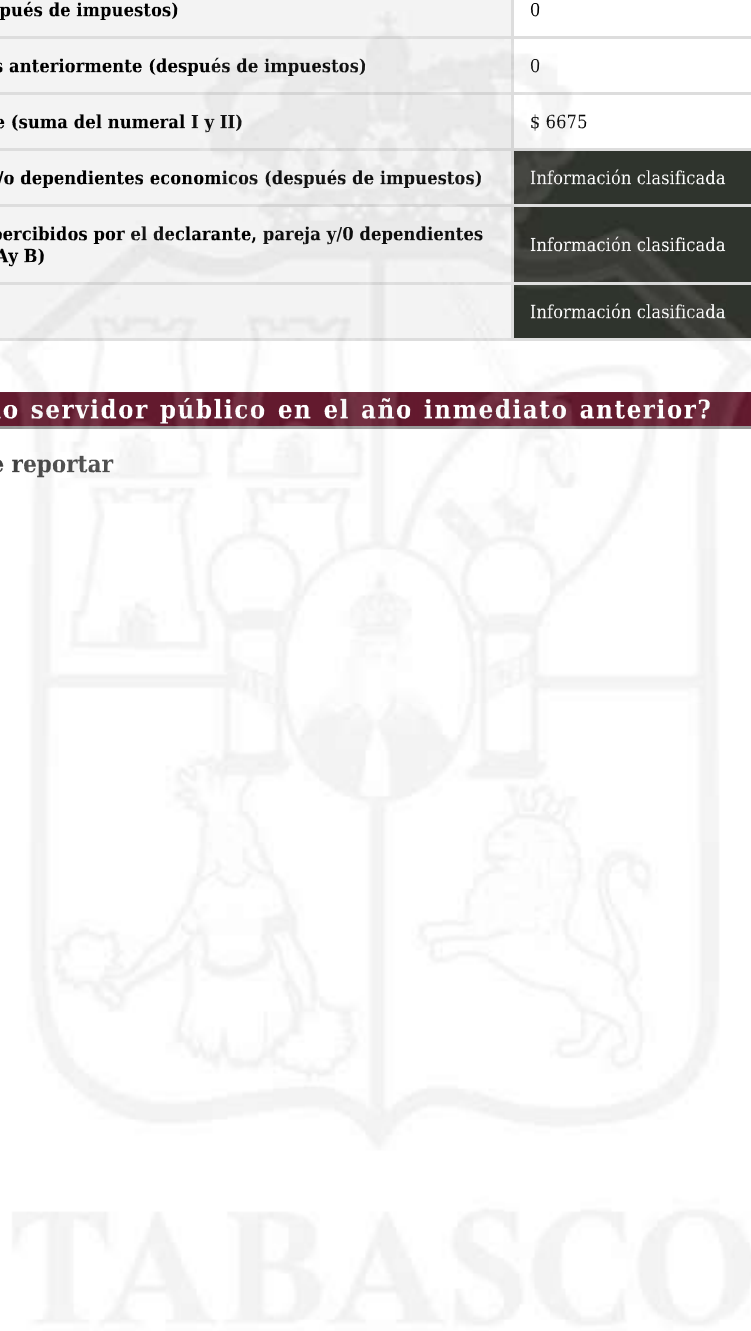 pués de impuestos) 0
s anteriormente (después de impuestos) 0
e (suma del numeral I y II) $ 6675
/o dependientes economicos (después de impuestos) Información clasificada
percibidos por el declarante, pareja y/0 dependientes
Ay B) Información clasificada
Información clasificada
o servidor público en el año inmediato anterior?
e reportar
TABASCO